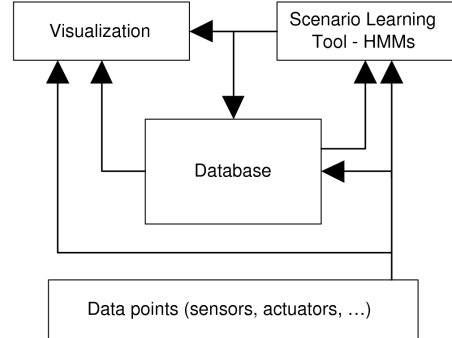 Visualization
Scenario Learning
Tool - HMMs
Database
Data points (sensors, actuators, …)